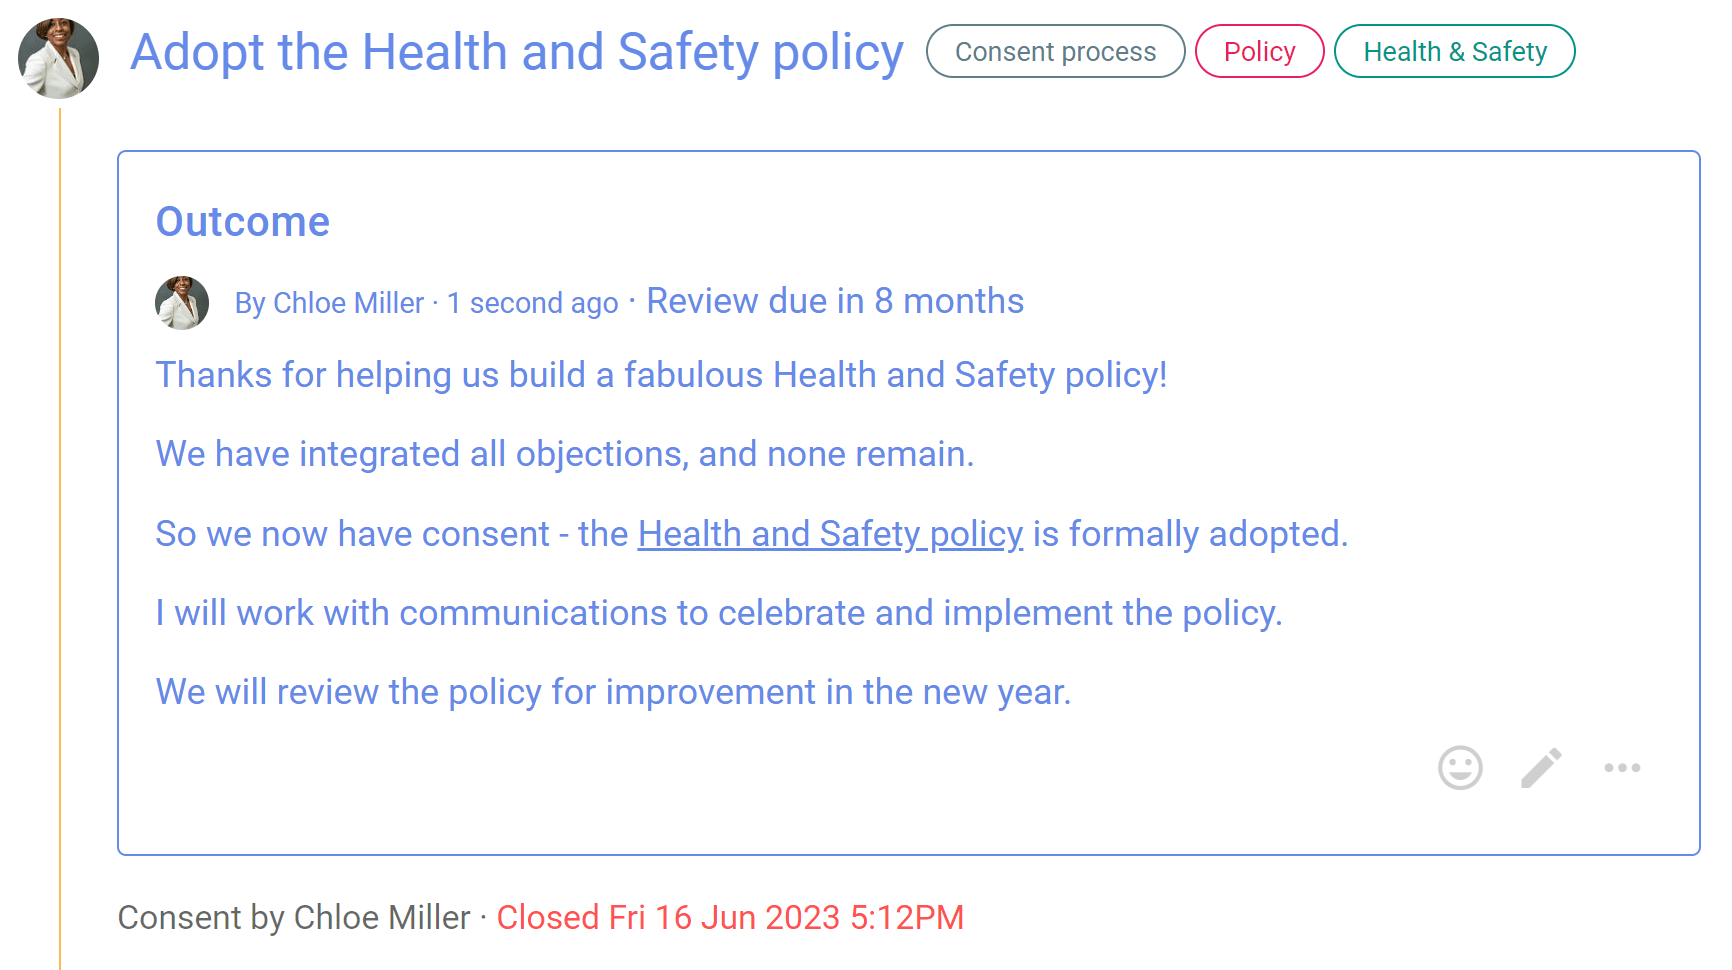 Adopt the Health and Safety policy Consent process Policy Health & Safety
Outcome
By Chloe Miller · 1 second ago · Review due in 8 months
Thanks for helping us build a fabulous Health and Safety policy!
We have integrated all objections, and none remain.
So we now have consent - the Health and Safety policy is formally adopted.
I will work with communications to celebrate and implement the policy.
We will review the policy for improvement in the new year.
Consent by Chloe Miller · Closed Fri 16 Jun 2023 5:12PM